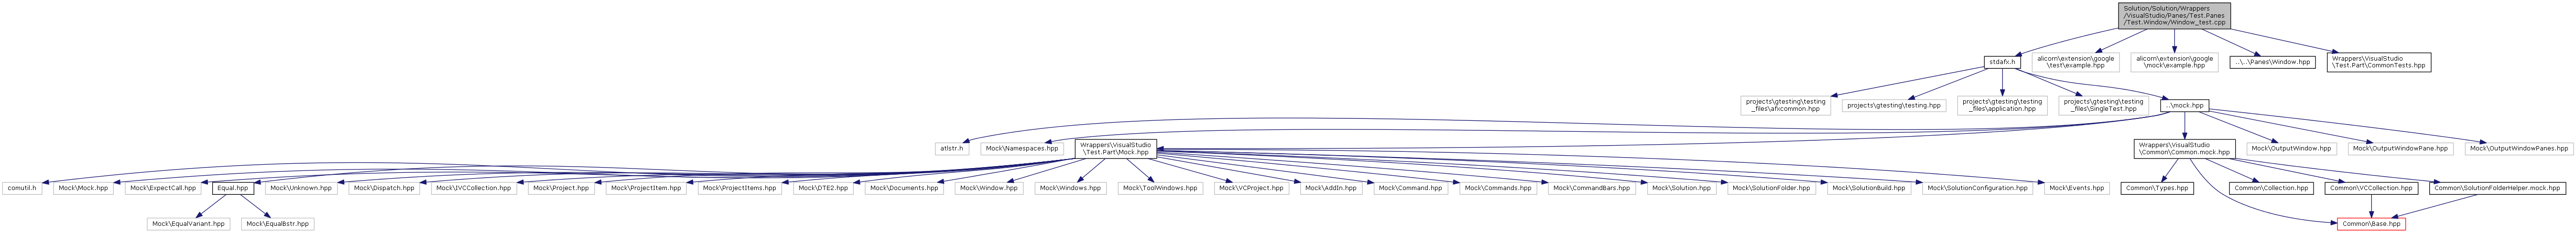 Solution/Solution/Wrappers
/VisualStudio/Panes/Test.Panes
/Test.Window/Window_test.cpp
stdafx.h
alicorn\extension\google
\test\example.hpp
alicorn\extension\google
\mock\example.hpp
..\..\Panes\Window.hpp
Wrappers\VisualStudio
\Test.Part\CommonTests.hpp
projects\gtesting\testing
_files\afxcommon.hpp
projects\gtesting\testing.hpp
projects\gtesting\testing
_files\application.hpp
projects\gtesting\testing
_files\SingleTest.hpp
..\mock.hpp
atlstr.h
Mock\Namespaces.hpp
Wrappers\VisualStudio
\Test.Part\Mock.hpp
Wrappers\VisualStudio
\Common\Common.mock.hpp
Mock\OutputWindow.hpp
Mock\OutputWindowPane.hpp
Mock\OutputWindowPanes.hpp
comutil.h
Mock\Mock.hpp
Mock\ExpectCall.hpp
Equal.hpp
Mock\Unknown.hpp
Mock\Dispatch.hpp
Mock\IVCCollection.hpp
Mock\Project.hpp
Mock\ProjectItem.hpp
Mock\ProjectItems.hpp
Mock\DTE2.hpp
Mock\Documents.hpp
Mock\Window.hpp
Mock\Windows.hpp
Mock\ToolWindows.hpp
Mock\VCProject.hpp
Mock\AddIn.hpp
Mock\Command.hpp
Mock\Commands.hpp
Mock\CommandBars.hpp
Mock\Solution.hpp
Mock\SolutionFolder.hpp
Mock\SolutionBuild.hpp
Mock\SolutionConfiguration.hpp
Mock\Events.hpp
Common\Types.hpp
Common\Collection.hpp
Common\VCCollection.hpp
Common\SolutionFolderHelper.mock.hpp
Mock\EqualVariant.hpp
Mock\EqualBstr.hpp
Common\Base.hpp